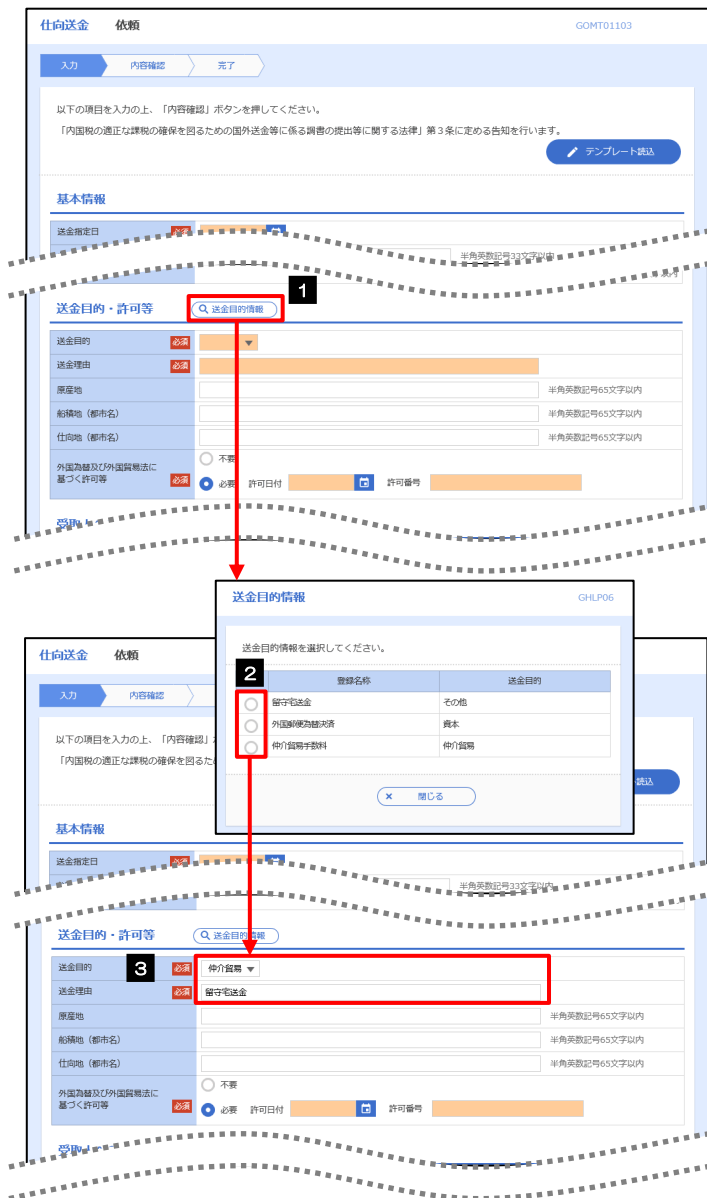 仕向送金 依頼 GOMT01103
入力 内容確認 完了
以下の項目を入力の上、「内容確認」ボタンを押してください。
「内国税の適正な課税の確保を図るための国外送金等に係る調書の提出等に関する法律」第３条に定める告知を行います。
テンプレート読込
基本情報
送金指定日 必須
半角英数記号33文字以内
以内
1
送金目的・許可等 送金目的情報
送金目的 必須
送金理由 必須
原産地 半角英数記号65文字以内
船積地（都市名） 半角英数記号65文字以内
仕向地（都市名） 半角英数記号65文字以内
不要
外国為替及び外国貿易法に
基づく許可等 必須 必要 許可日付 許可番号
受取人
送金目的情報 GHLP06
送金目的情報を選択してください。
2
登録名称 送金目的
留守宅送金 その他
外国郵便為替決済 資本
仲介貿易手数料 仲介貿易
× 閉じる
仕向送金 依頼
入力 内容確認
以下の項目を入力の上、「内容確認」
「内国税の適正な課税の確保を図るため
読込
基本情報
送金指定日 必須
半角英数記号33文字以内
送金目的・許可等 送金目的情報
3
送金目的 必須 仲介貿易
送金理由 必須 留守宅送金
原産地 半角英数記号65文字以内
船積地（都市名） 半角英数記号65文字以内
仕向地（都市名） 半角英数記号65文字以内
不要
外国為替及び外国貿易法に
基づく許可等 必須 必要 許可日付 許可番号